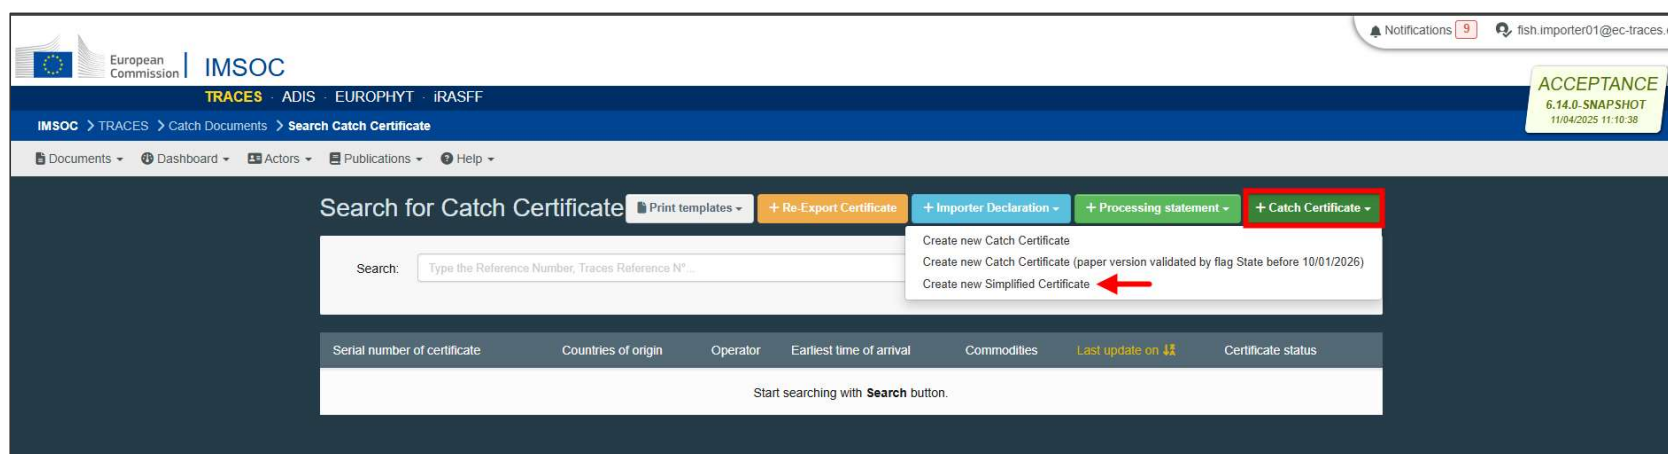 Notifications 9 fish.importer01@ec-traces.
European
Commission
IMSOC
TRACES · ADIS · EUROPHYT · iRASFF
ACCEPTANCE
6.14.0-SNAPSHOT
11/04/2025 11:10:38
IMSOC > TRACES > Catch Documents > Search Catch Certificate
Documents Dashboard Actors Publications Help
Search for Catch Certificate Print templates + Re-Export Certificate + Importer Declaration + Processing statement + Catch Certificate
Create new Catch Certificate
Create new Catch Certificate (paper version validated by flag State before 10/01/2026)
Create new Simplified Certificate
Search: Type the Reference Number, Traces Reference N°...
Serial number of certificate Countries of origin Operator Earliest time of arrival Commodities Last update on Certificate status
Start searching with Search button.